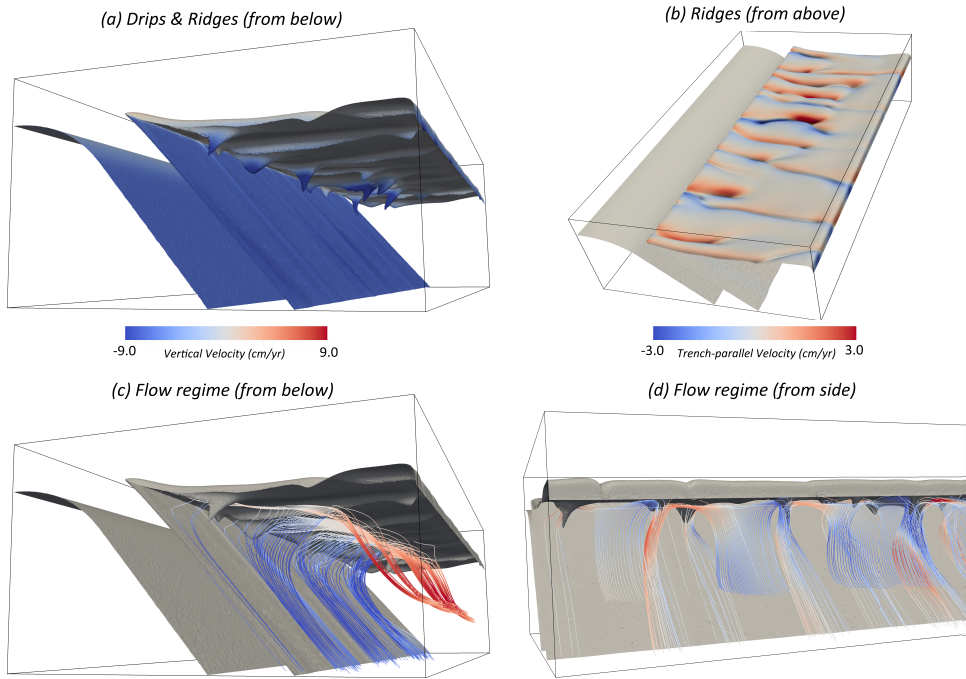 (a) Drips & Ridges (from below)
(b) Ridges (from above)
-9.0 Vertical Velocity (cm/yr) 9.0
-3.0 Trench-parallel Velocity (cm/yr) 3.0
(c) Flow regime (from below)
(d) Flow regime (from side)